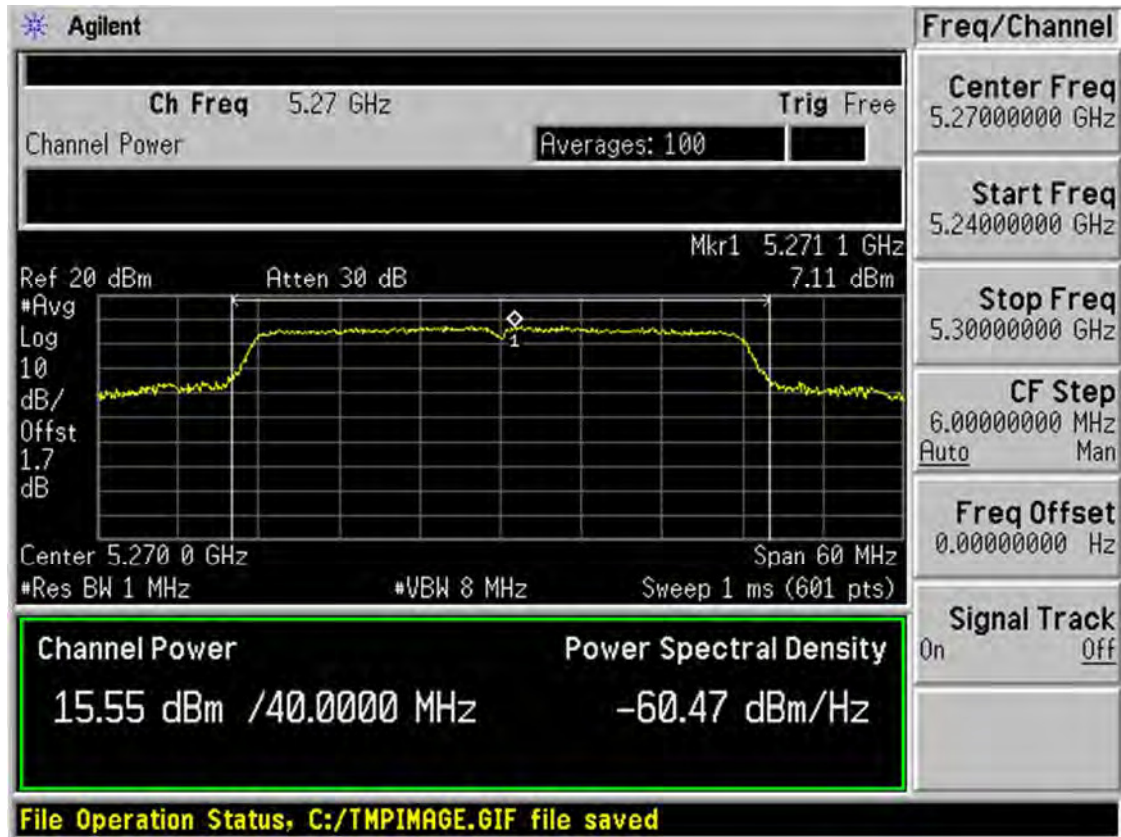 Agilent
Freq/Channel
Ch Freq 5.27 GHz Trig Free
Channel Power Averages: 100
Mkr1 5.271 1 GHz
Ref 20 dBm Atten 30 dB 7.11 dBm
#Avg
Log
10
dB/
Offst
1.7
dB
1
Center 5.270 0 GHz Span 60 MHz
#Res BW 1 MHz #VBW 8 MHz Sweep 1 ms (601 pts)
Channel Power Power Spectral Density
15.55 dBm /40.0000 MHz -60.47 dBm/Hz
File Operation Status, C:/TMPIMAGE.GIF file saved
Center Freq
5.27000000 GHz
Start Freq
5.24000000 GHz
Stop Freq
5.30000000 GHz
CF Step
6.00000000 MHz
Auto Man
Freq Offset
0.00000000 Hz
Signal Track
On Off